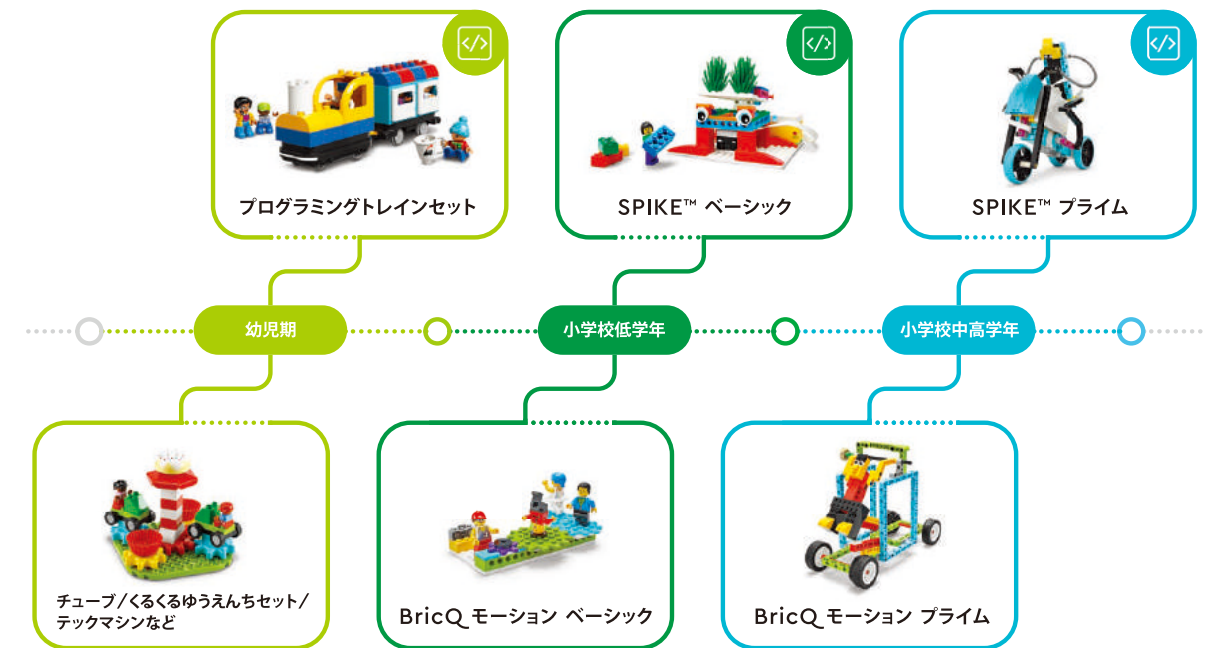 </>
</>
</>
プログラミングトレインセット
SPIKE™ ベーシック
SPIKE™ プライム
幼児期
小学校低学年
小学校中高学年
チューブ/くるくるゆうえんちセット/
テックマシンなど
BricQ モーション ベーシック
BricQ モーション プライム